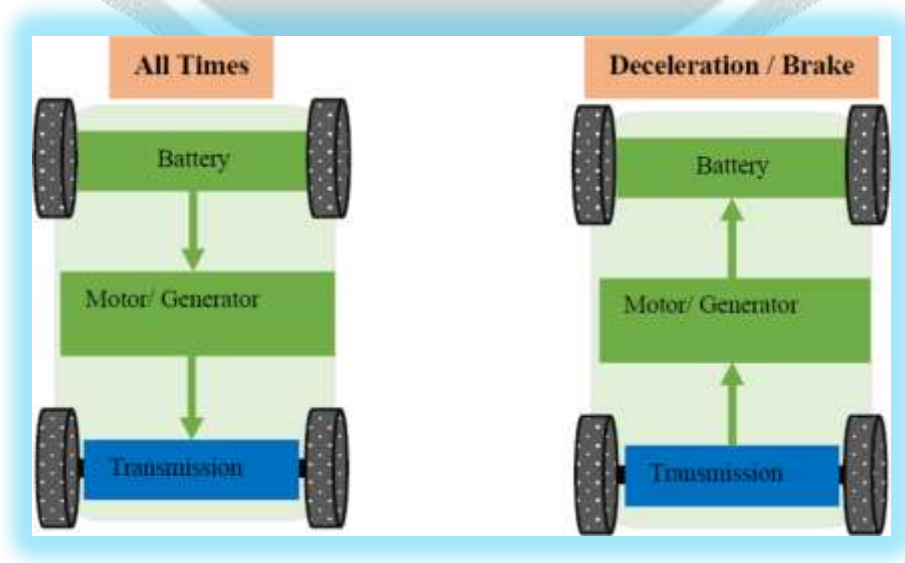 All Times
Battery
Motor/ Generator
Transmission
Deceleration / Brake
Battery
Motor/ Generator
Transmission